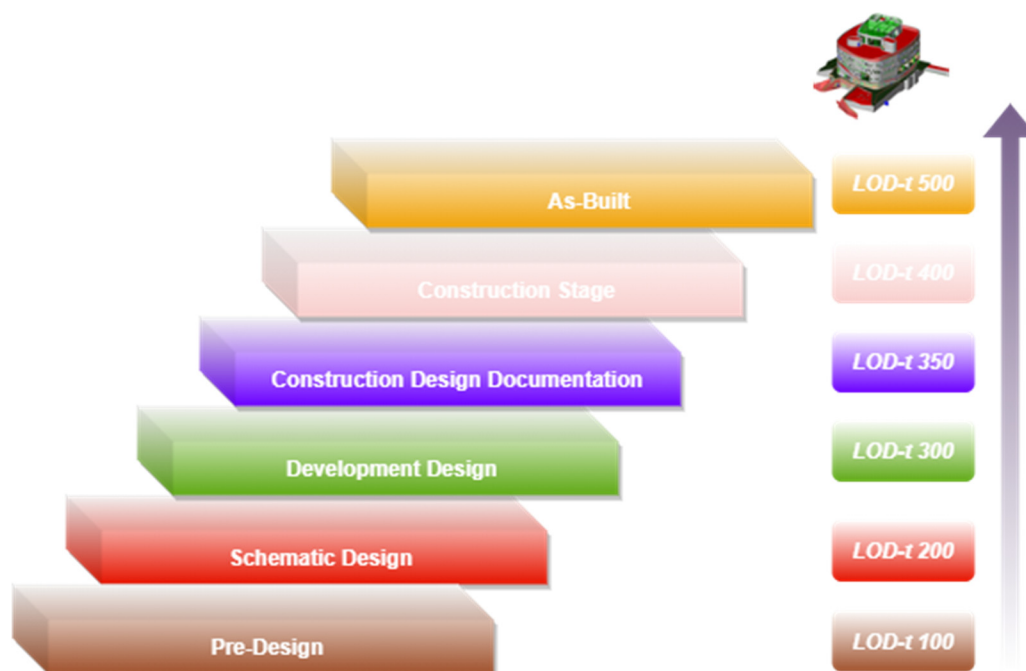 As-Built
LOD-t 500
Construction Stage
LOD-t 400
Construction Design Documentation
LOD-t 350
Development Design
LOD-t 300
Schematic Design
LOD-t 200
Pre-Design
LOD-t 100